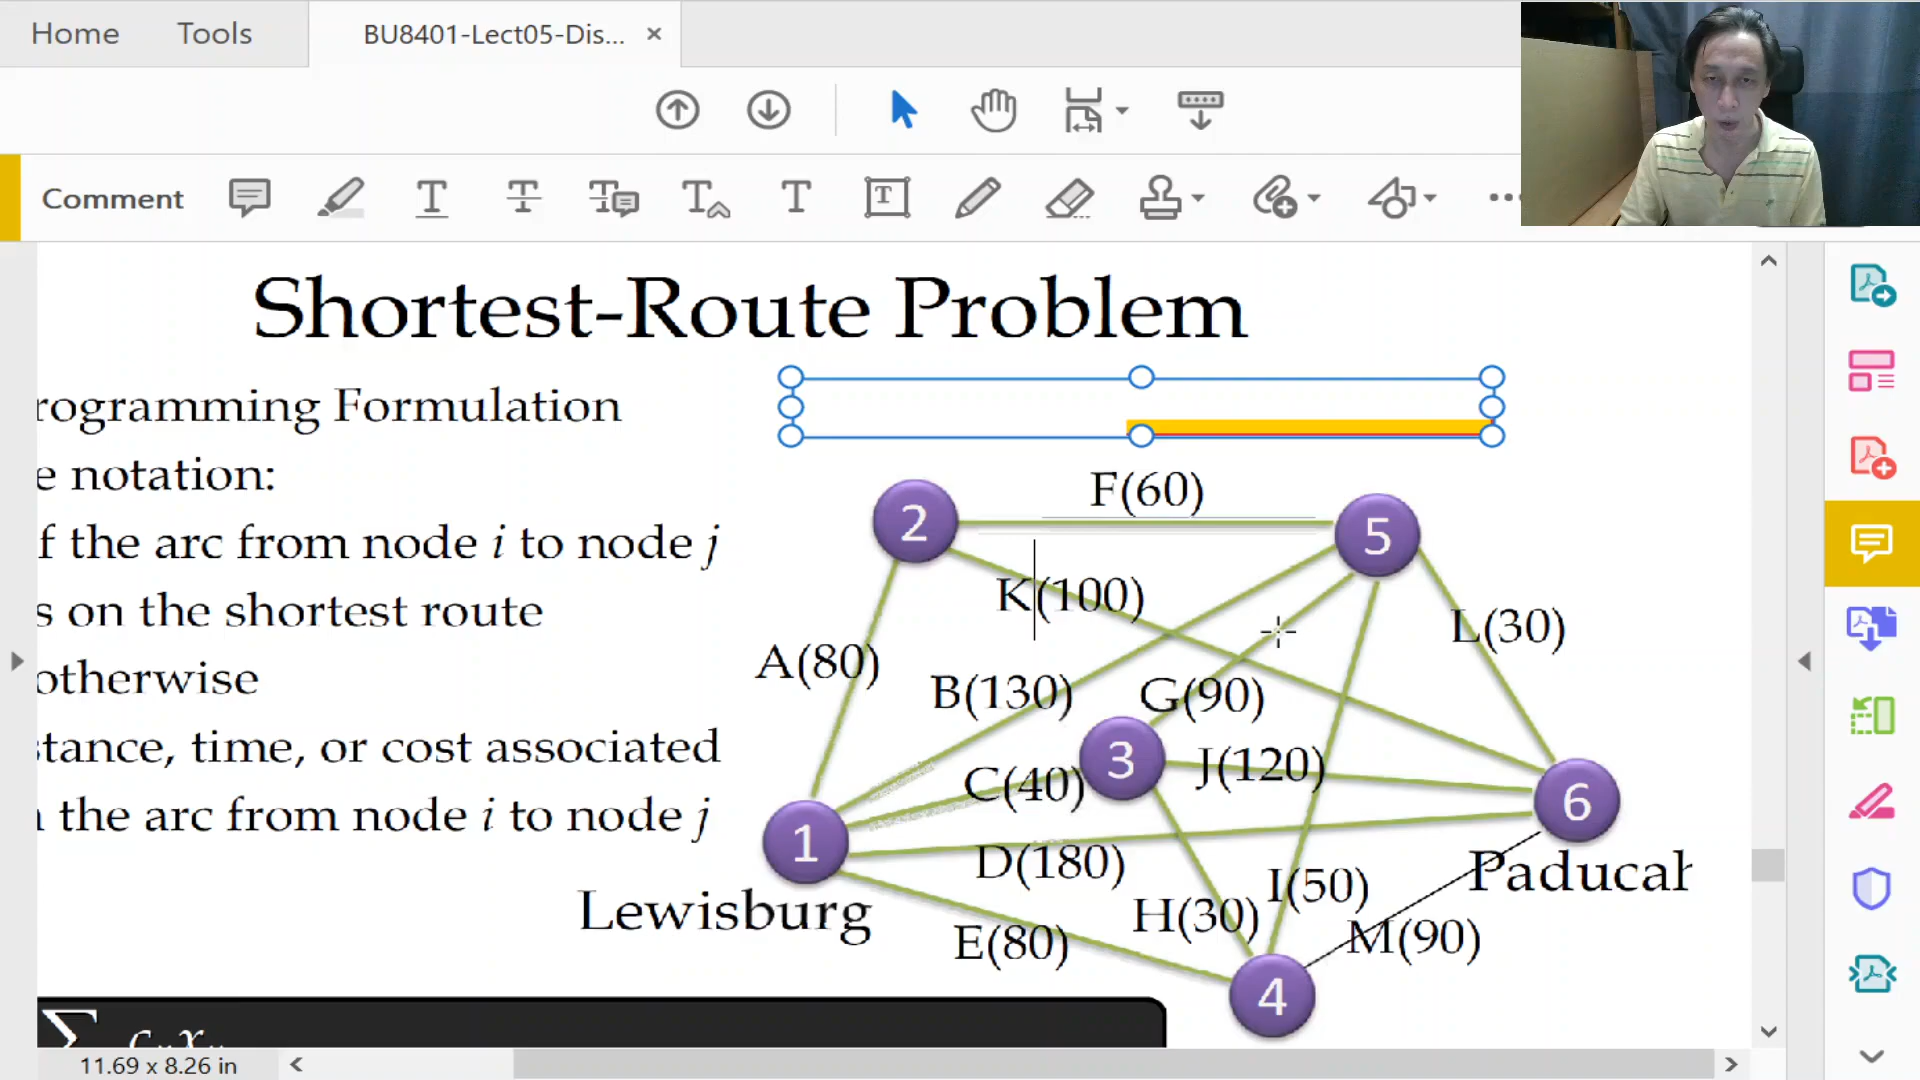 Home Tools BU8401-Lect05-Dis... ×
Comment
Shortest-Route Problem
rogramming Formulation
e notation:
f the arc from node i to node j
s on the shortest route
otherwise
stance, time, or cost associated
the arc from node i to node j
F(60)
2
5
K(100)
L(30)
A(80)
B(130)
G(90)
3
J(120)
C(40)
6
1
D(180)
Paducah
I(50)
Lewisburg
H(30)
E(80)
M(90)
4
11.69 x 8.26 in